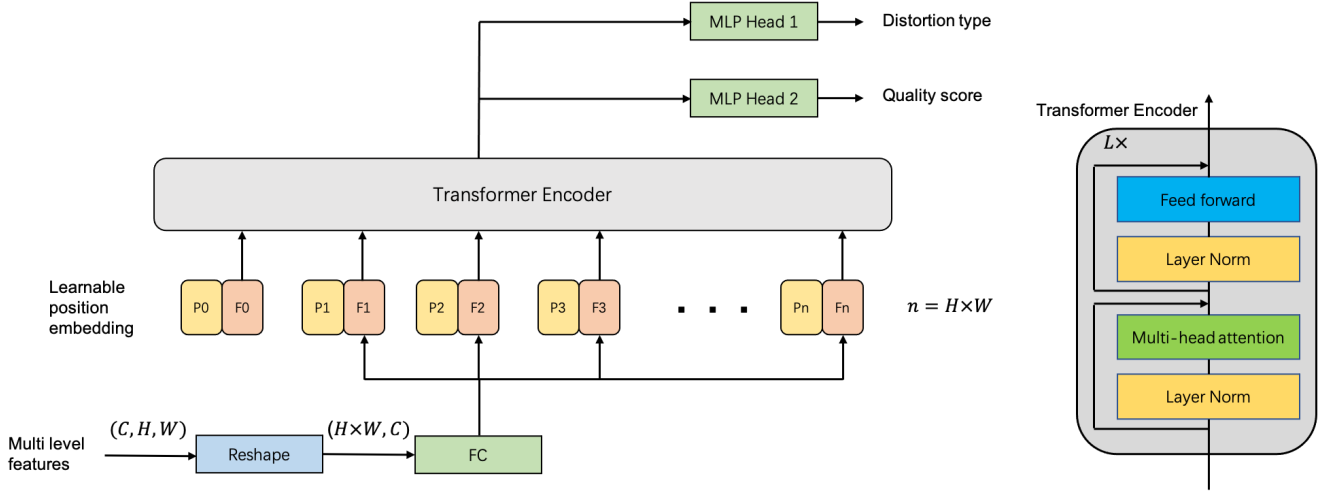 MLP Head 1
Distortion type
MLP Head 2
Quality score
Transformer Encoder
Learnable
position
embedding
P0 F0 P1 F1 P2 F2 P3 F3 . . . Pn Fn
n = H×W
Multi level
features
(C, H, W)
Reshape
(H×W, C)
FC
Transformer Encoder
L×
Feed forward
Layer Norm
Multi-head attention
Layer Norm